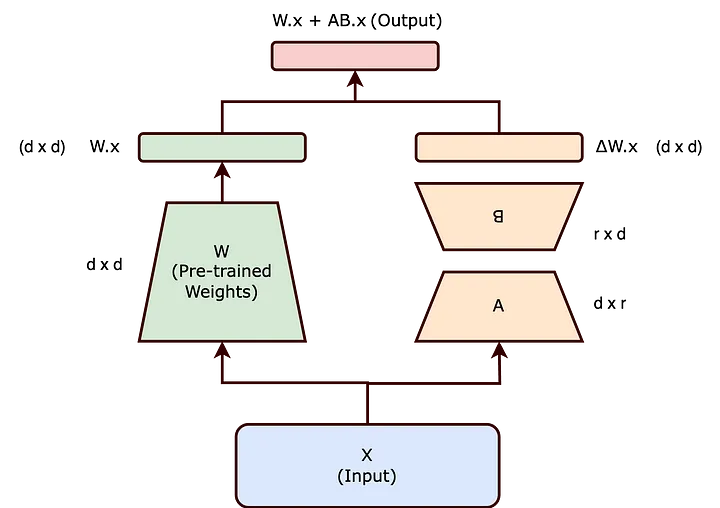 W.x + AB.x (Output)
(d x d) W.x
ΔW.x (d x d)
B
r x d
d x d
W
(Pre-trained
Weights)
A
d x r
X
(Input)